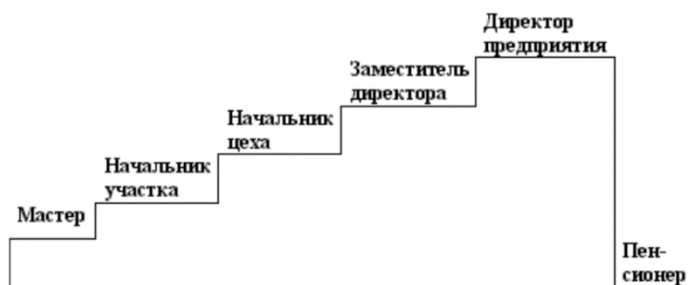 Мастер
Начальник
участка
Начальник
цеха
Заместитель
директора
Директор
предприятия
Пен-
сионер